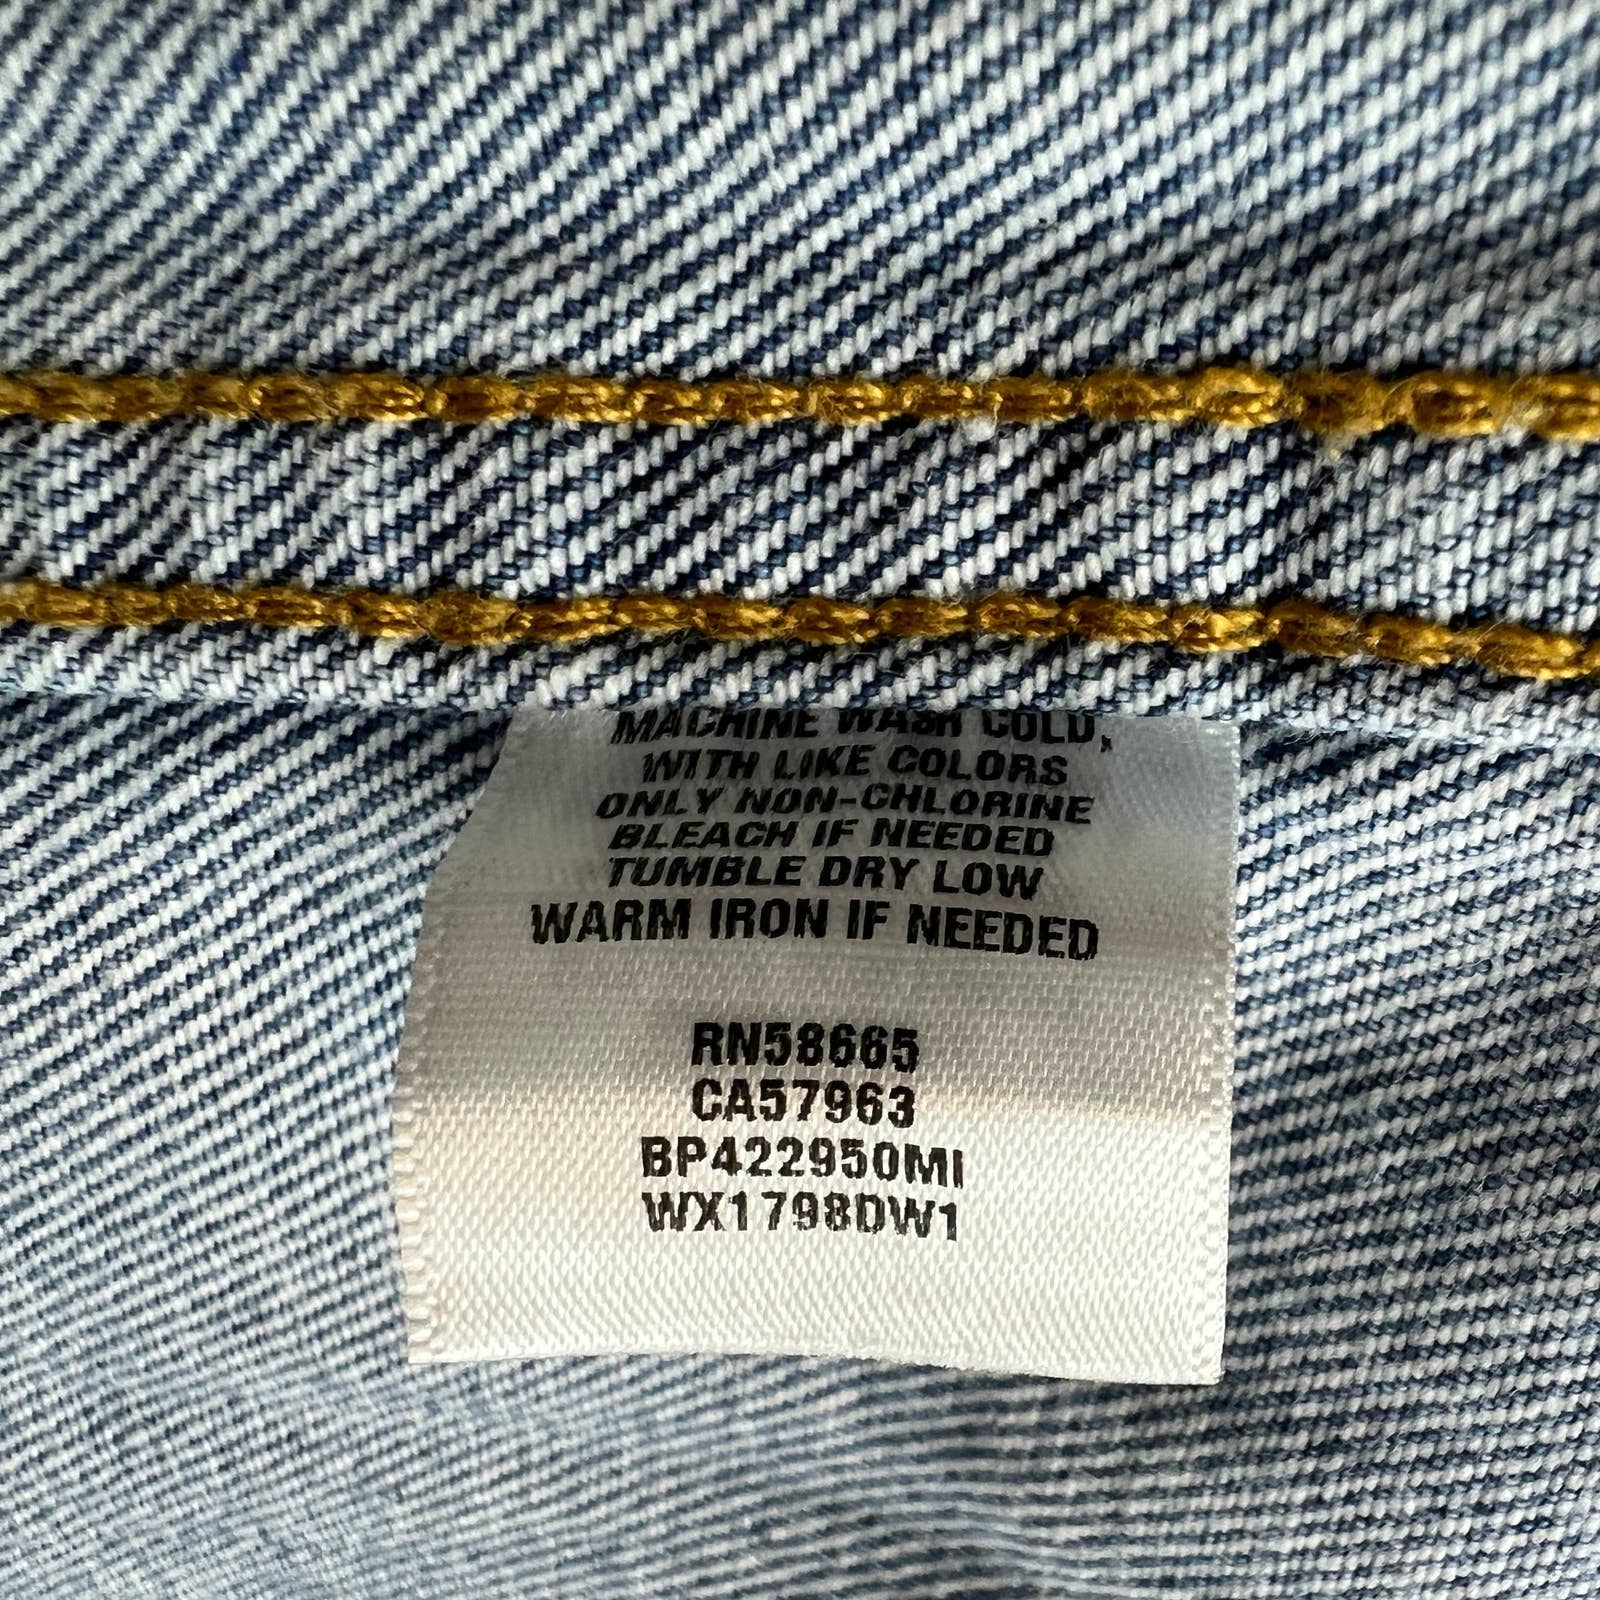 MACHINE WASH COLD,
WITH LIKE COLORS
ONLY NON-CHLORINE
BLEACH IF NEEDED
TUMBLE DRY LOW
WARM IRON IF NEEDED
RN58665
CA57963
BP422950MI
WX1798DW1